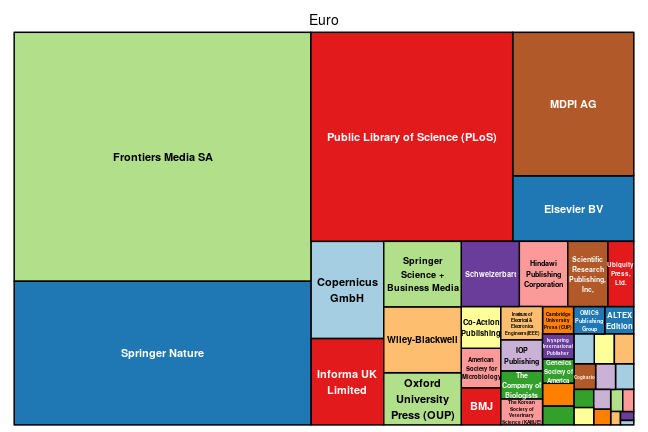 Euro
Frontiers Media SA
Springer Nature
Public Library of Science (PLoS)
MDPI AG
Elsevier BV
Copernicus
GmbH
Informa UK
Limited
Springer
Science +
Business Media
Wiley-Blackwell
Oxford
University
Press (OUP)
Schweizerbart
Hindawi
Publishing
Corporation
Scientific
Research
Publishing,
Inc,
Ubiquity
Press,
Ltd.
Co-Action
Publishing
American
Society for
Microbiology
BMJ
Institute of
Electrical &
Electronics
Engineers (IEEE)
IOP
Publishing
The
Company of
Biologists
The Korean
Society of
Veterinary
Science (KAMJE)
Cambridge
University
Press (CUP)
Ivyspring
International
Publisher
Genetics
Society of
America
OMICS
Publishing
Group
ALTEX
Edition